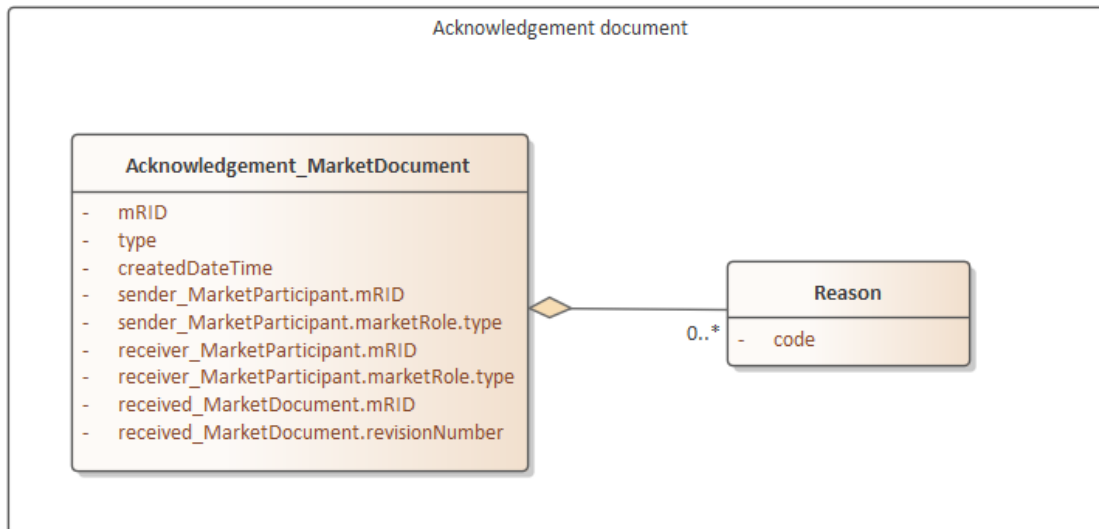 Acknowledgement document
Acknowledgement_MarketDocument
- mRID
- type
- createdDateTime
- sender_MarketParticipant.mRID
- sender_MarketParticipant.marketRole.type
- receiver_MarketParticipant.mRID
- receiver_MarketParticipant.marketRole.type
- received_MarketDocument.mRID
- received_MarketDocument.revisionNumber
0..*
Reason
- code